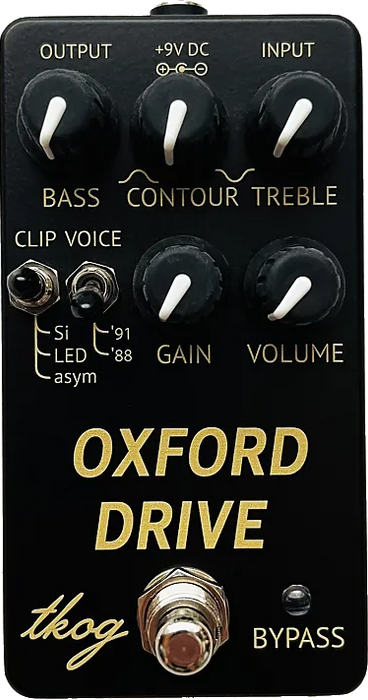 OUTPUT +9V DC INPUT
BASS CONTOUR TREBLE
CLIP VOICE
Si '91
LED '88
asym
GAIN VOLUME
OXFORD
DRIVE
tkog
BYPASS